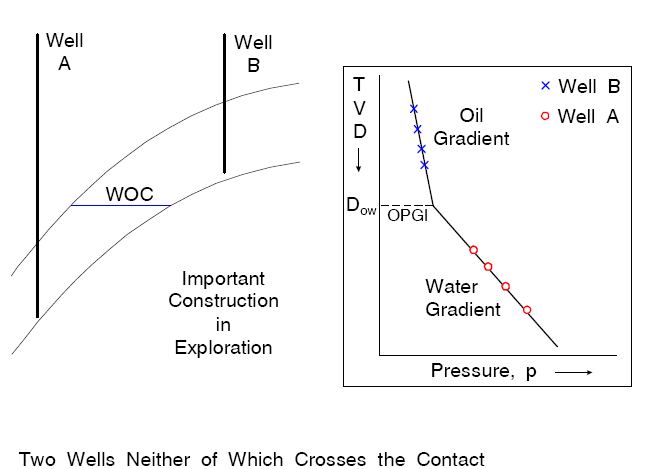 Well
A
Well
B
WOC
Important
Construction
in
Exploration
T
V
D
Well B
Well A
Oil
Gradient
Dow
OPGI
Water
Gradient
Pressure, p
Two Wells Neither of Which Crosses the Contact